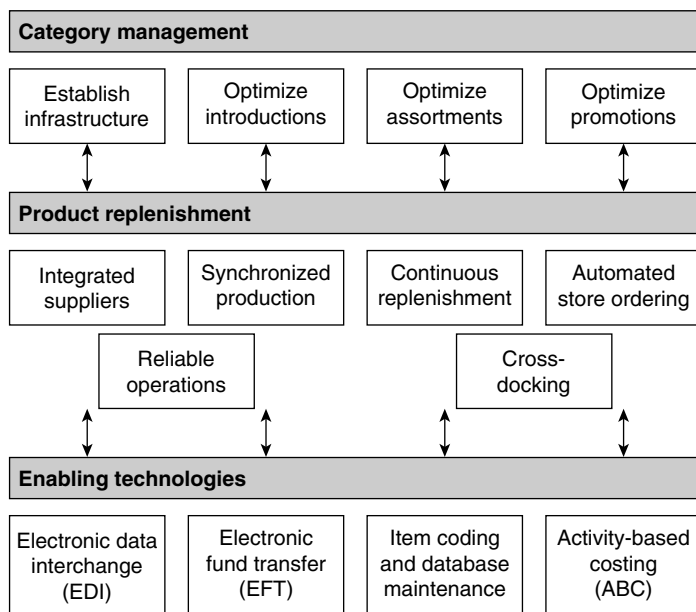 Category management
Establish
infrastructure
Optimize
introductions
Optimize
assortments
Optimize
promotions
Product replenishment
Integrated
suppliers
Synchronized
production
Continuous
replenishment
Automated
store ordering
Reliable
operations
Cross-
docking
Enabling technologies
Electronic data
interchange
(EDI)
Electronic
fund transfer
(EFT)
Item coding
and database
maintenance
Activity-based
costing
(ABC)